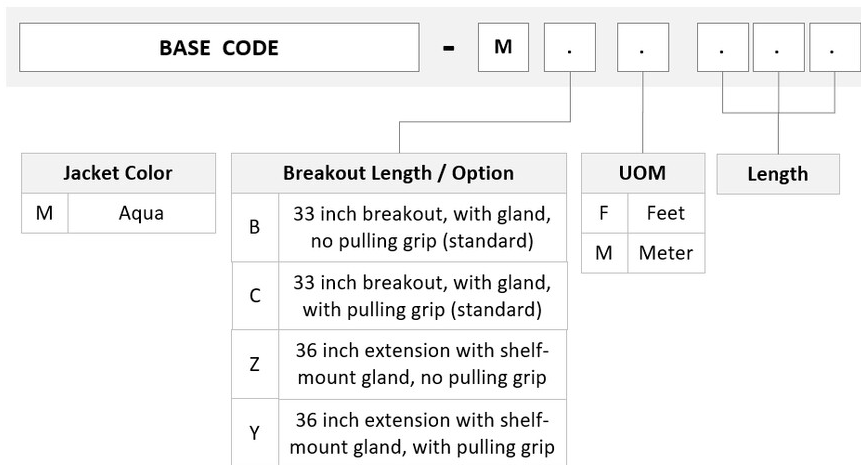 BASE CODE - M . . . . .
Jacket Color
M Aqua
Breakout Length / Option
B 33 inch breakout, with gland,
no pulling grip (standard)
C 33 inch breakout, with gland,
with pulling grip (standard)
Z 36 inch extension with shelf-
mount gland, no pulling grip
Y 36 inch extension with shelf-
mount gland, with pulling grip
UOM
F Feet
M Meter
Length